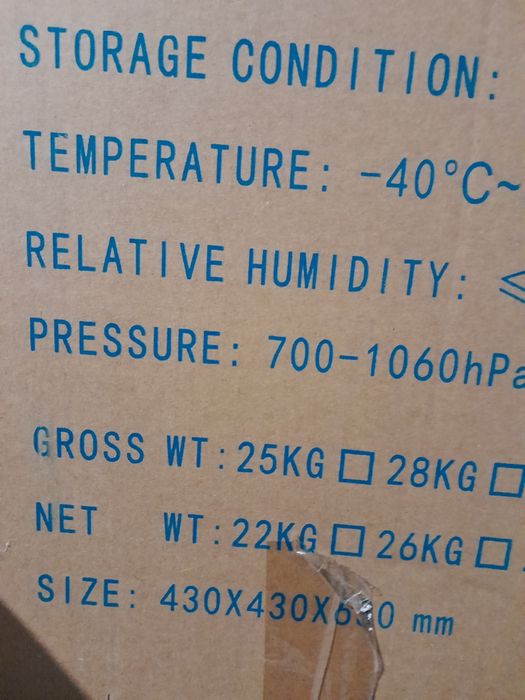 STORAGE CONDITION:
TEMPERATURE: -40°C~
RELATIVE HUMIDITY: ≤
PRESSURE: 700-1060hPa
GROSS WT:25KG □ 28KG □
NET WT:22KG □ 26KG □
SIZE: mm